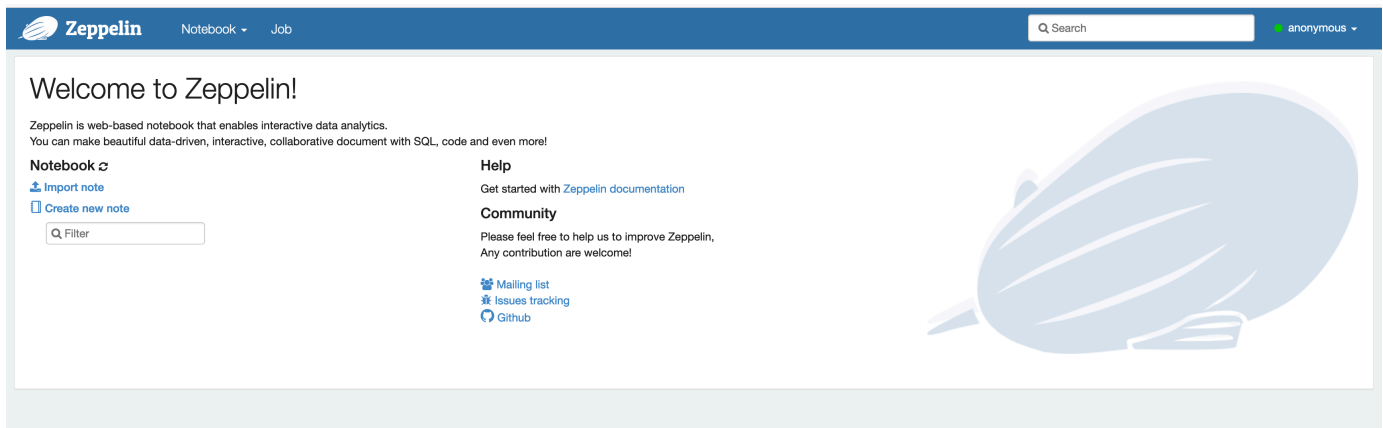 Zeppelin Notebook Job Search anonymous
Welcome to Zeppelin!
Zeppelin is web-based notebook that enables interactive data analytics.
You can make beautiful data-driven, interactive, collaborative document with SQL, code and even more!
Notebook
Import note
Create new note
Filter
Help
Get started with Zeppelin documentation
Community
Please feel free to help us to improve Zeppelin,
Any contribution are welcome!
Mailing list
Issues tracking
Github